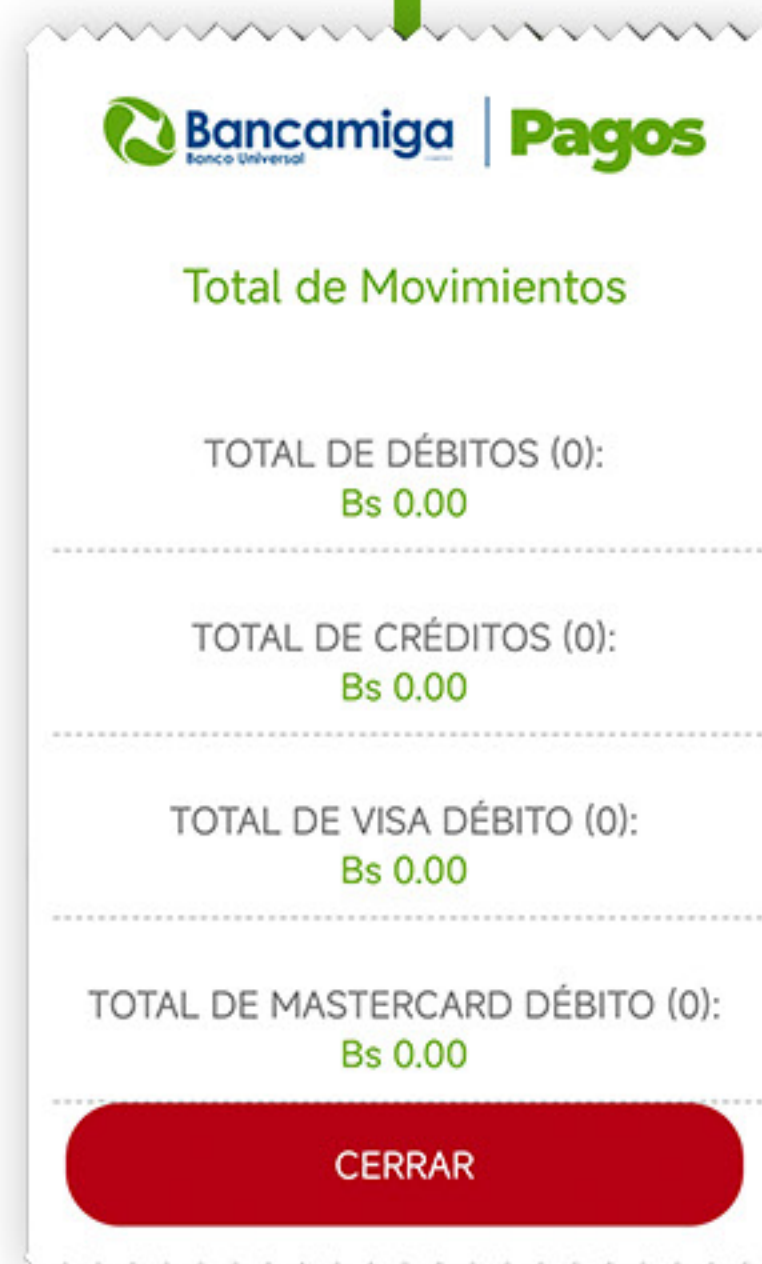 Bancamiga | Pagos
Banco Universal
Total de Movimientos
TOTAL DE DÉBITOS (0):
Bs 0.00
TOTAL DE CRÉDITOS (0):
Bs 0.00
TOTAL DE VISA DÉBITO (0):
Bs 0.00
TOTAL DE MASTERCARD DÉBITO (0):
Bs 0.00
CERRAR